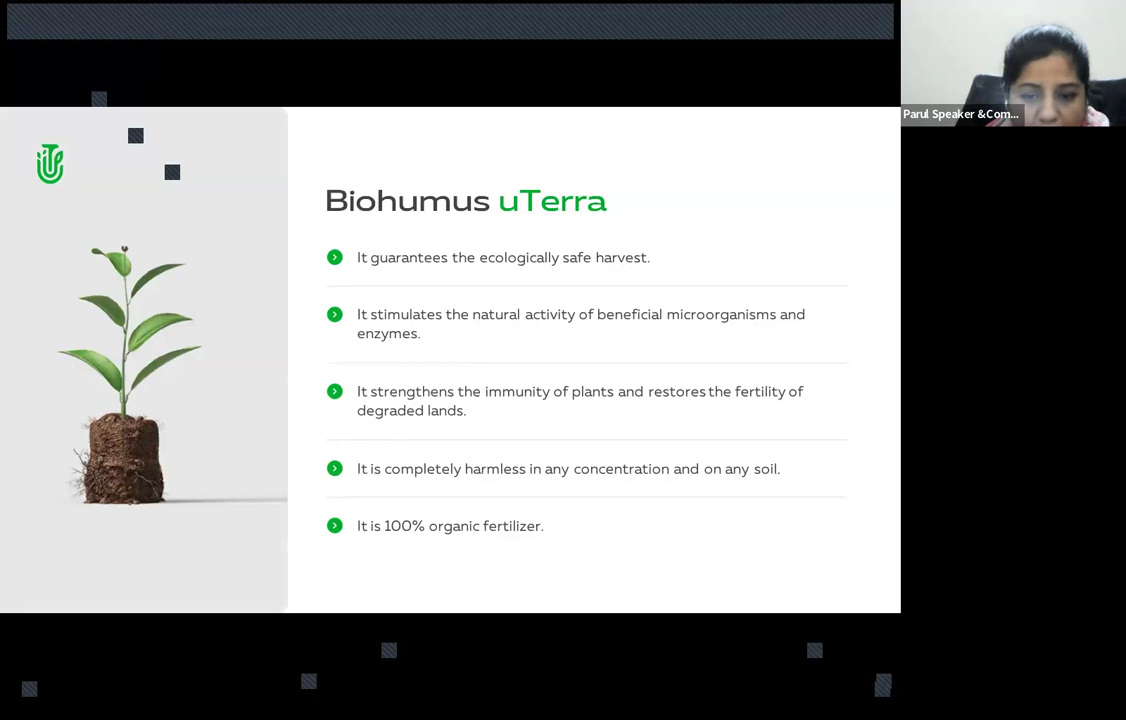 Parul Speaker &Com...
Biohumus uTerra
It guarantees the ecologically safe harvest.
It stimulates the natural activity of beneficial microorganisms and
enzymes.
It strengthens the immunity of plants and restores the fertility of
degraded lands.
It is completely harmless in any concentration and on any soil.
It is 100% organic fertilizer.